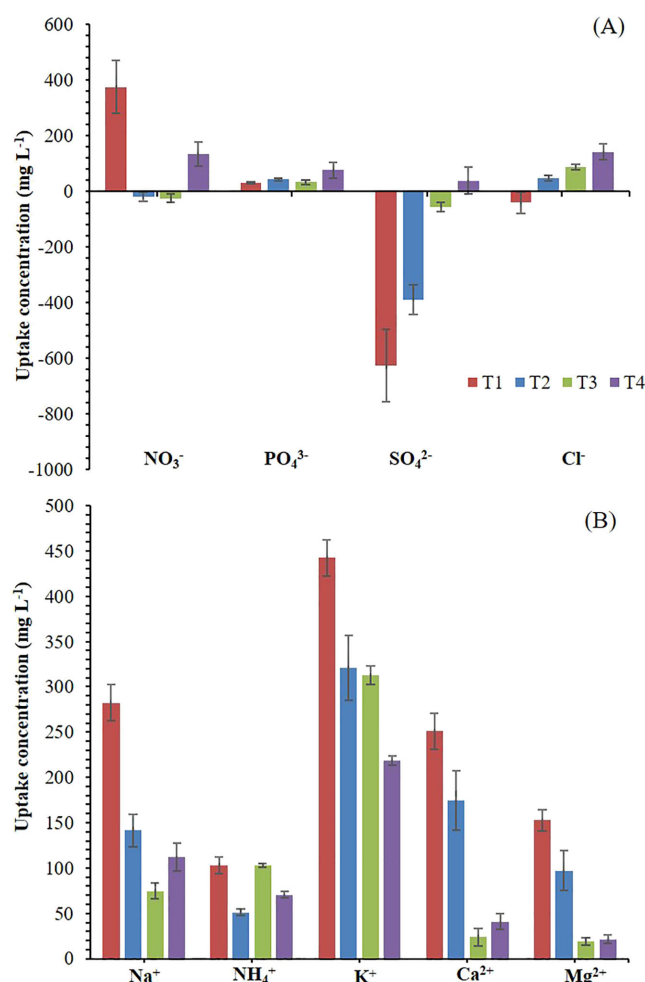 (A)
Uptake concentration (mg L⁻¹)
600
400
200
0
-200
-400
-600
-800
-1000
T1 T2 T3 T4
NO₃⁻ PO₄³⁻ SO₄²⁻ Cl⁻
(B)
Uptake concentration (mg L⁻¹)
500
450
400
350
300
250
200
150
100
50
0
Na⁺ NH₄⁺ K⁺ Ca²⁺ Mg²⁺